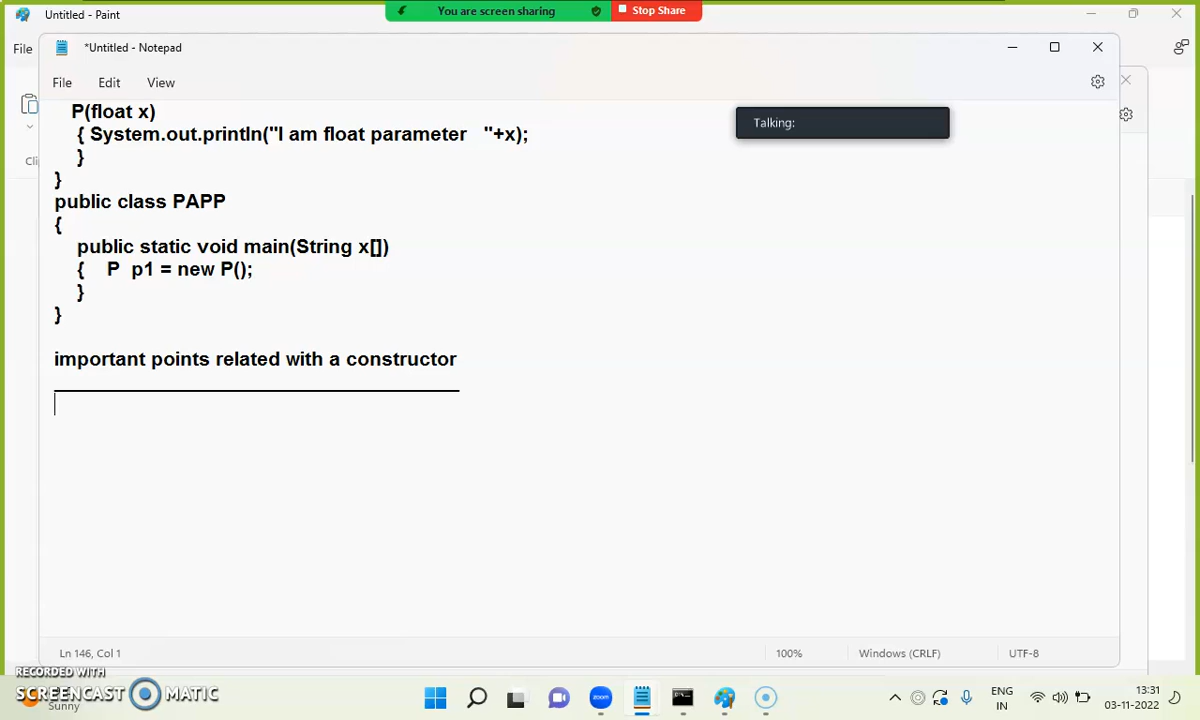 Untitled - Paint
You are screen sharing
Stop Share
File
*Untitled - Notepad
File Edit View
P(float x)
{ System.out.println("I am float parameter "+x);
}
}
public class PAPP
{
public static void main(String x[])
{ P p1 = new P();
}
}
important points related with a constructor
Talking:
Cli
Ln 146, Col 1
100%
Windows (CRLF)
UTF-8
RECORDED WITH
SCREENCAST MATIC
Sunny
zoom
ENG
IN
13:31
03-11-2022